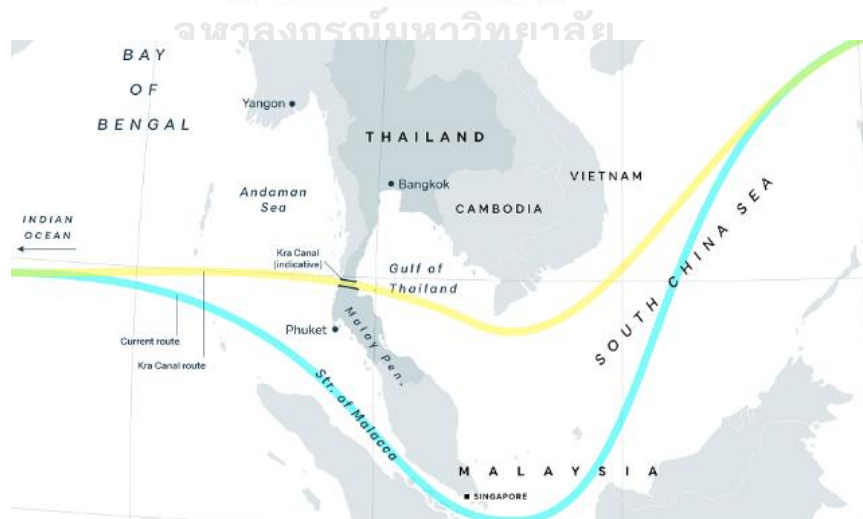 จุฬาลงกรณ์มหาวิทยาลัย
BAY
OF
BENGAL
Yangon
THAILAND
Bangkok
VIETNAM
CAMBODIA
Andaman
Sea
INDIAN
OCEAN
Kra Canal
(indicative)
Gulf of
Thailand
SOUTH CHINA SEA
Phuket
Malay Pen.
Current route
Kra Canal route
Str. of Malacca
MALAYSIA
SINGAPORE